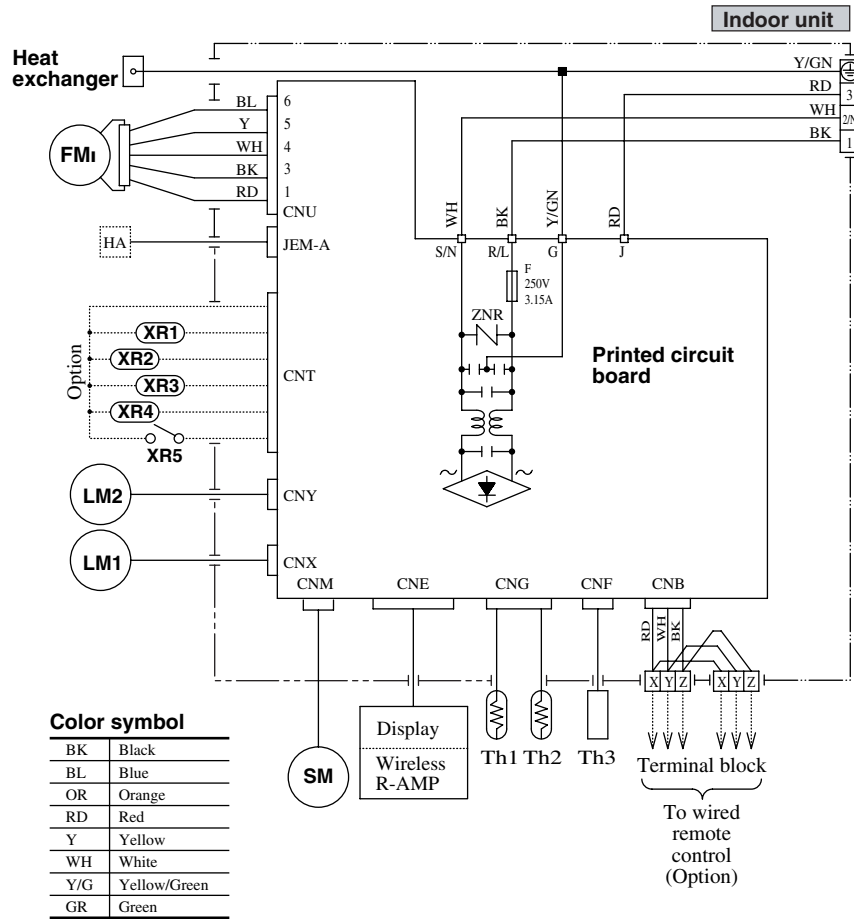 Indoor unit
Heat
exchanger
Y/GN
RD
3
WH
2/N
BK
1
BL
6
Y
5
WH
4
BK
3
RD
1
CNU
FM1
HA
JEM-A
WH
BK
Y/GN
RD
S/N
R/L
G
J
F
250V
3.15A
ZNR
Printed circuit
board
Option
XR1
XR2
XR3
XR4
XR5
CNT
LM2
CNY
LM1
CNX
CNM
CNE
CNG
CNF
CNB
RD
WH
BK
X Y Z
X Y Z
SM
Display
Wireless
R-AMP
Th1
Th2
Th3
Terminal block
To wired
remote
control
(Option)
Color symbol
BK Black
BL Blue
OR Orange
RD Red
Y Yellow
WH White
Y/G Yellow/Green
GR Green